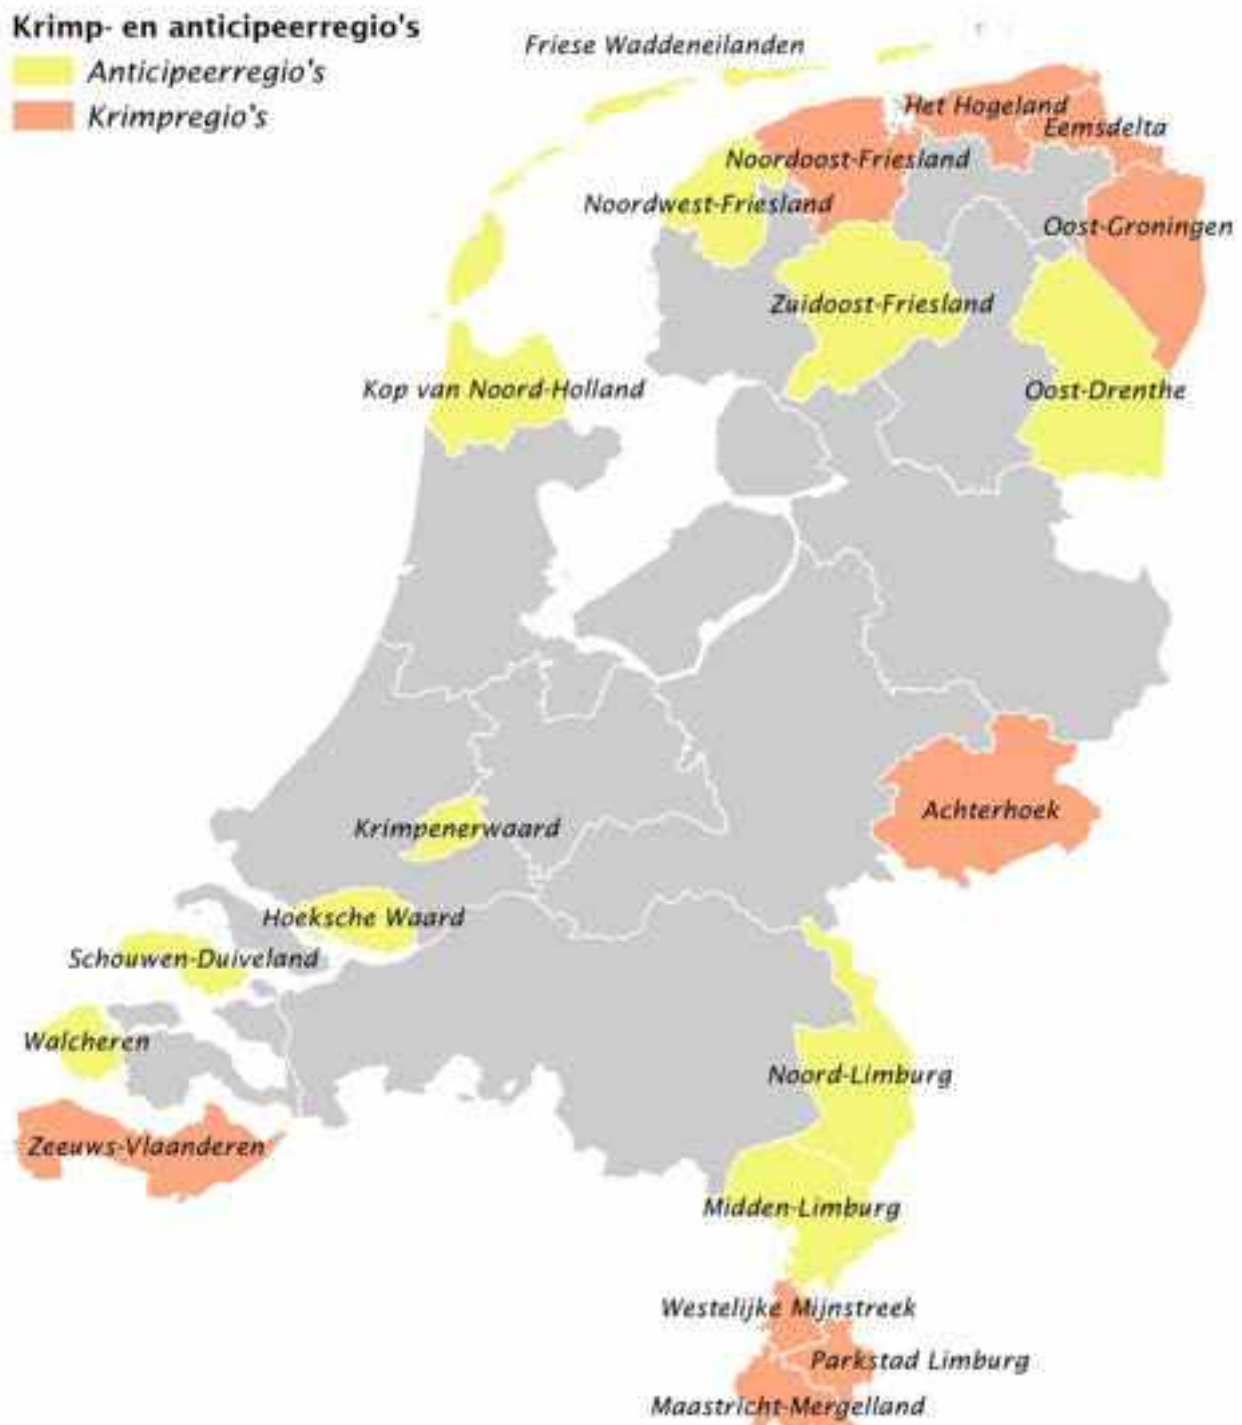 Krimp- en anticipeerregio's
Anticipeerregio's
Krimpregio's
Friese Waddeneilanden
Het Hogeland
Eemsdelta
Noordoost-Friesland
Noordwest-Friesland
Oost-Groningen
Zuidoost-Friesland
Kop van Noord-Holland
Oost-Drenthe
Achterhoek
Krimpenerwaard
Hoeksche Waard
Schouwen-Duiveland
Walcheren
Noord-Limburg
Zeeuws-Vlaanderen
Midden-Limburg
Westelijke Mijnstreek
Parkstad Limburg
Maastricht-Mergelland